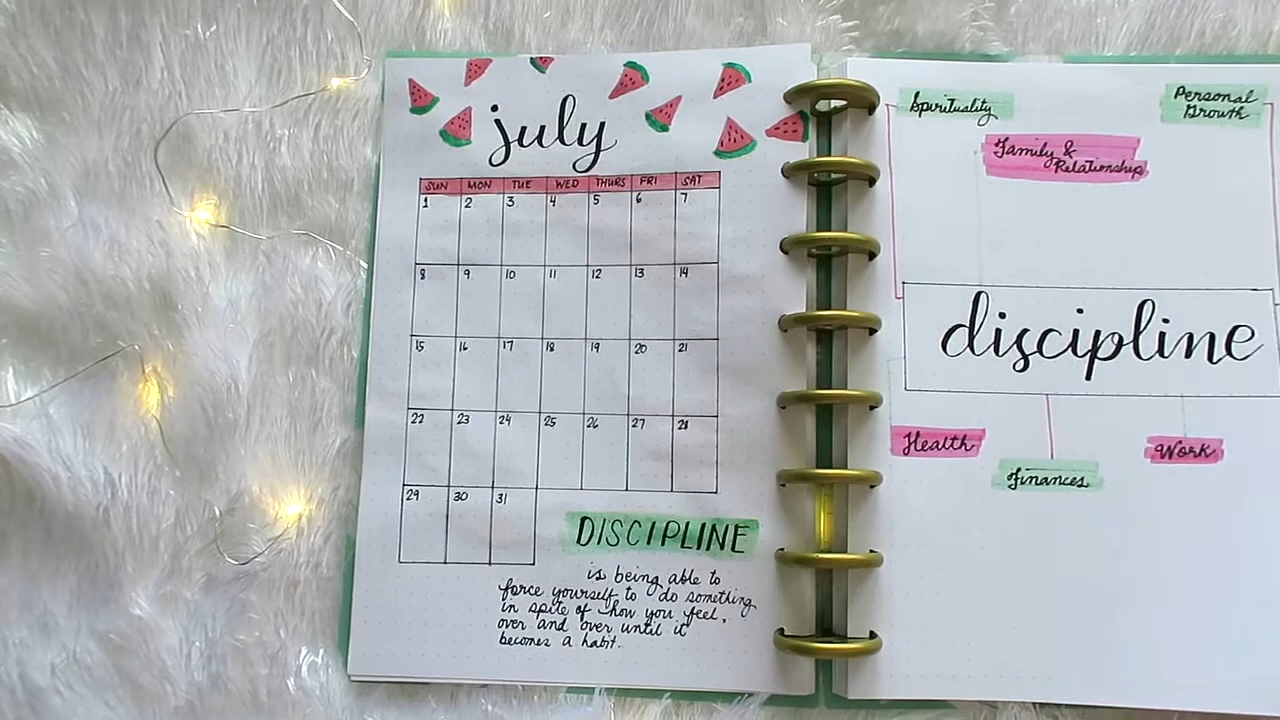 july
SUN MON TUE WED THURS FRI SAT
1 2 3 4 5 6 7
8 9 10 11 12 13 14
15 16 17 18 19 20 21
22 23 24 25 26 27 28
29 30 31
DISCIPLINE
is being able to
force yourself to do something
in spite of how you feel,
over and over until it
becomes a habit.
Spirituality
Personal
Growth
Family &
Relationship
discipline
Health
Finances
Work